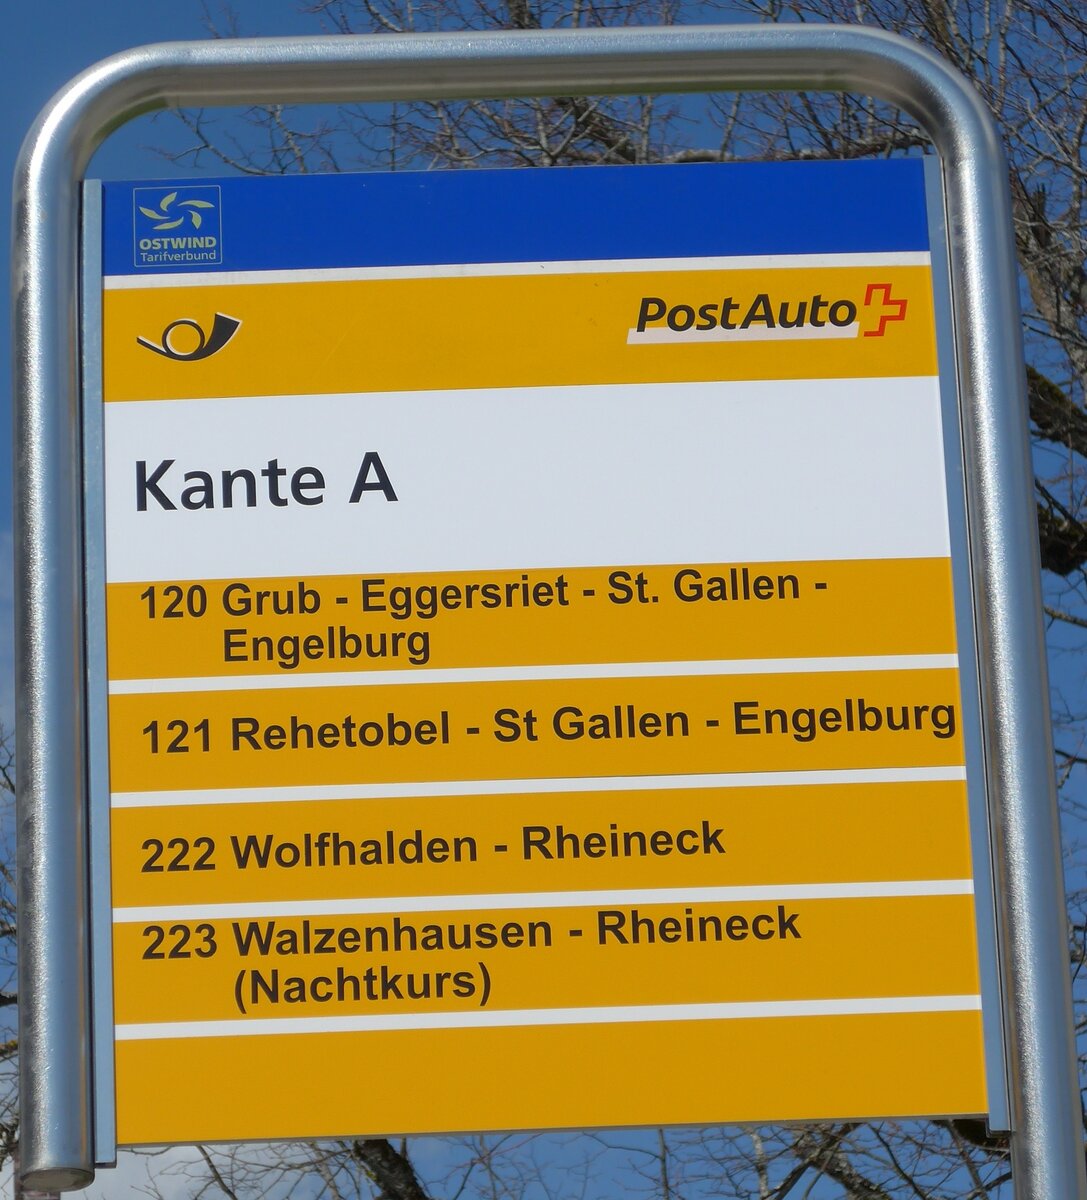 OSTWIND
Tarifverbund
PostAuto
Kante A
120 Grub - Eggersriet - St. Gallen -
Engelburg
121 Rehetobel - St Gallen - Engelburg
222 Wolfhalden - Rheineck
223 Walzenhausen - Rheineck
(Nachtkurs)